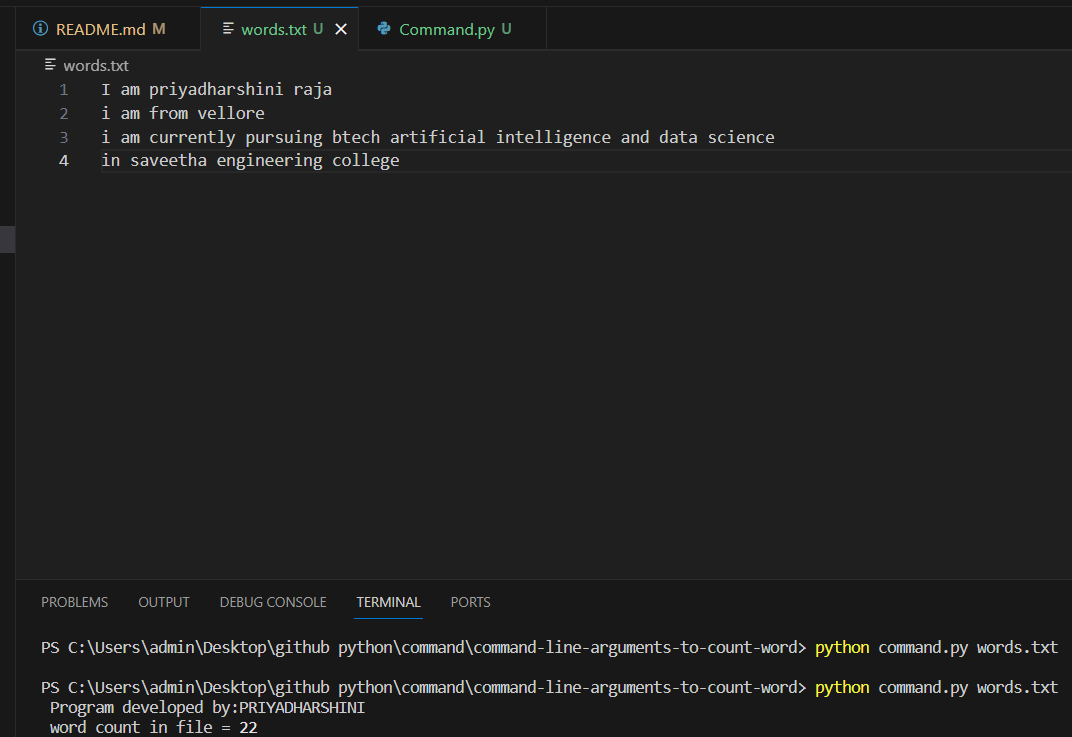 README.md M words.txt U Command.py U
words.txt
1 I am priyadharshini raja
2 i am from vellore
3 i am currently pursuing btech artificial intelligence and data science
4 in saveetha engineering college
PROBLEMS OUTPUT DEBUG CONSOLE TERMINAL PORTS
PS C:\Users\admin\Desktop\github python\command\command-line-arguments-to-count-word> python command.py words.txt
PS C:\Users\admin\Desktop\github python\command\command-line-arguments-to-count-word> python command.py words.txt
Program developed by:PRIYADHARSHINI
word count in file = 22